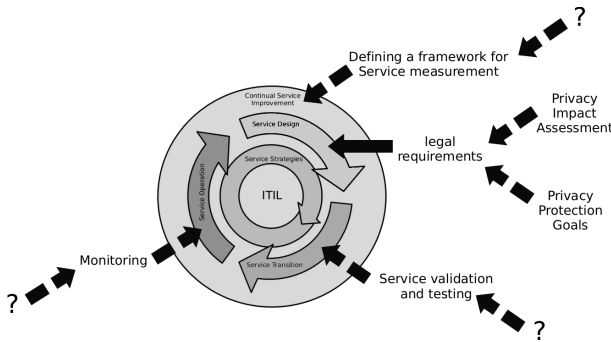 ?
Defining a framework for
Service measurement
Continual Service
Improvement
Service Design
Privacy
Impact
Assessment
legal
requirements
Service Strategies
Service Operation
ITIL
Privacy
Protection
Goals
Service Transition
Monitoring
Service validation
and testing
?
?